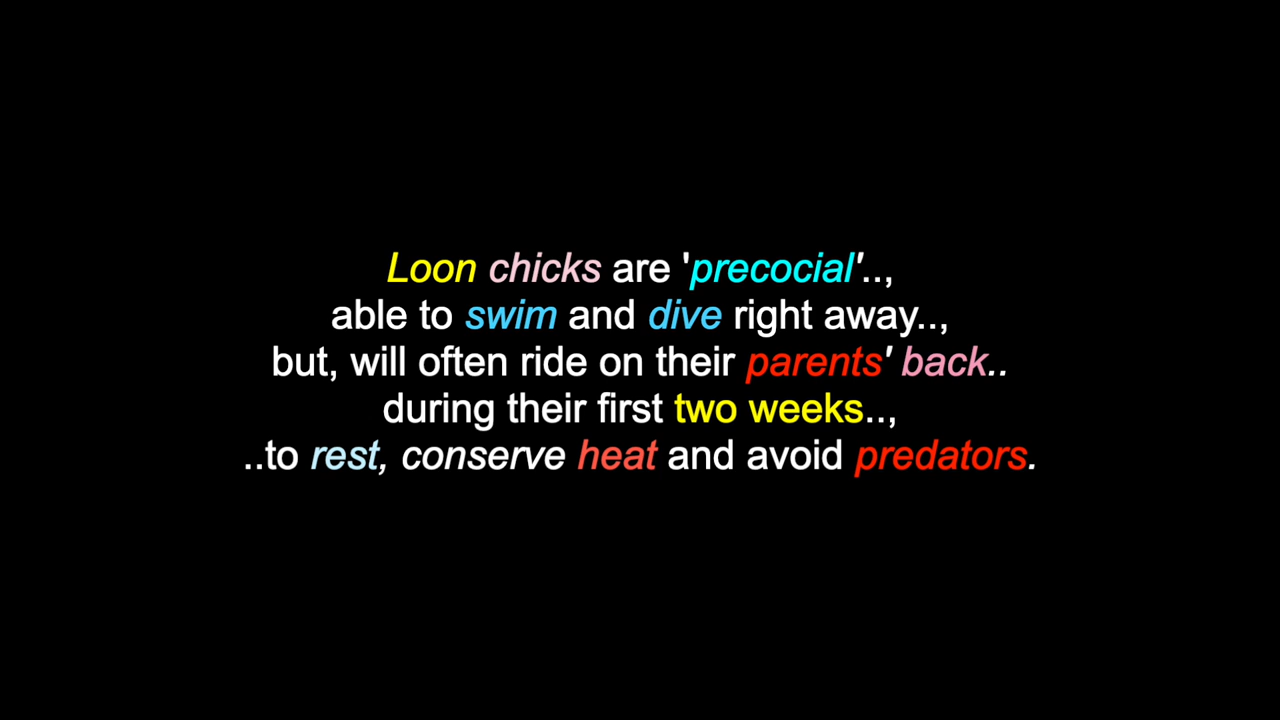 Loon chicks are 'precocial'..,
able to swim and dive right away..,
but, will often ride on their parents' back..
during their first two weeks..,
..to rest, conserve heat and avoid predators.